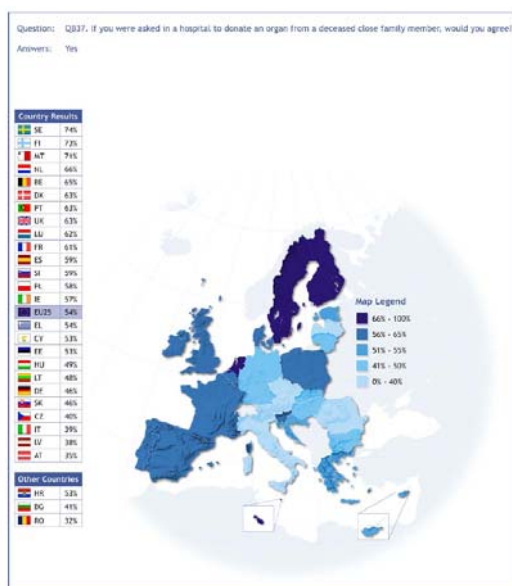 Question: QB37. If you were asked in a hospital to donate an organ from a deceased close family member, would you agree?
Answers: Yes
Country Results
SE 74%
FI 73%
MT 71%
NL 66%
BE 65%
DK 63%
PT 63%
UK 63%
LU 62%
FR 61%
ES 59%
SI 59%
PL 58%
IE 57%
EU25 54%
EL 54%
CY 53%
EE 53%
HU 49%
LT 48%
DE 46%
SK 46%
CZ 40%
IT 39%
LV 38%
AT 35%
Other Countries
HR 53%
BG 41%
RO 32%
Map Legend
66% - 100%
56% - 65%
51% - 55%
41% - 50%
0% - 40%